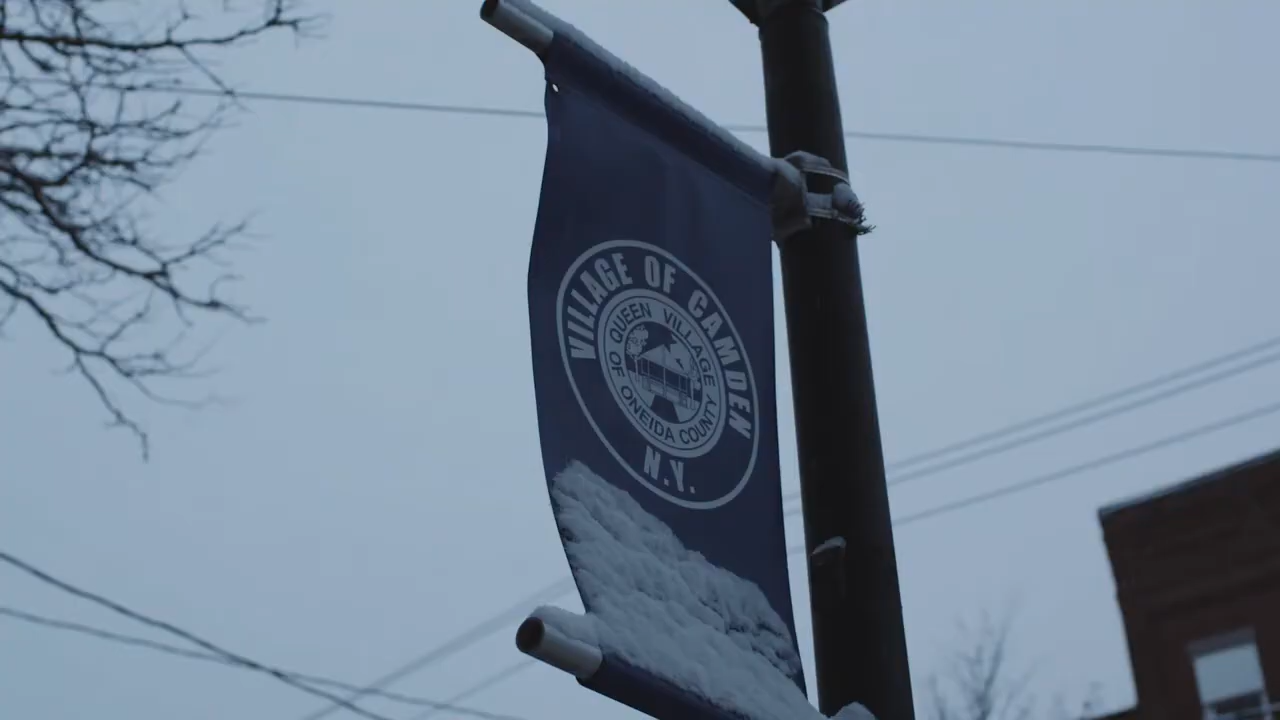 VILLAGE OF CAMDEN
QUEEN VILLAGE
OF ONEIDA COUNTY
N.Y.